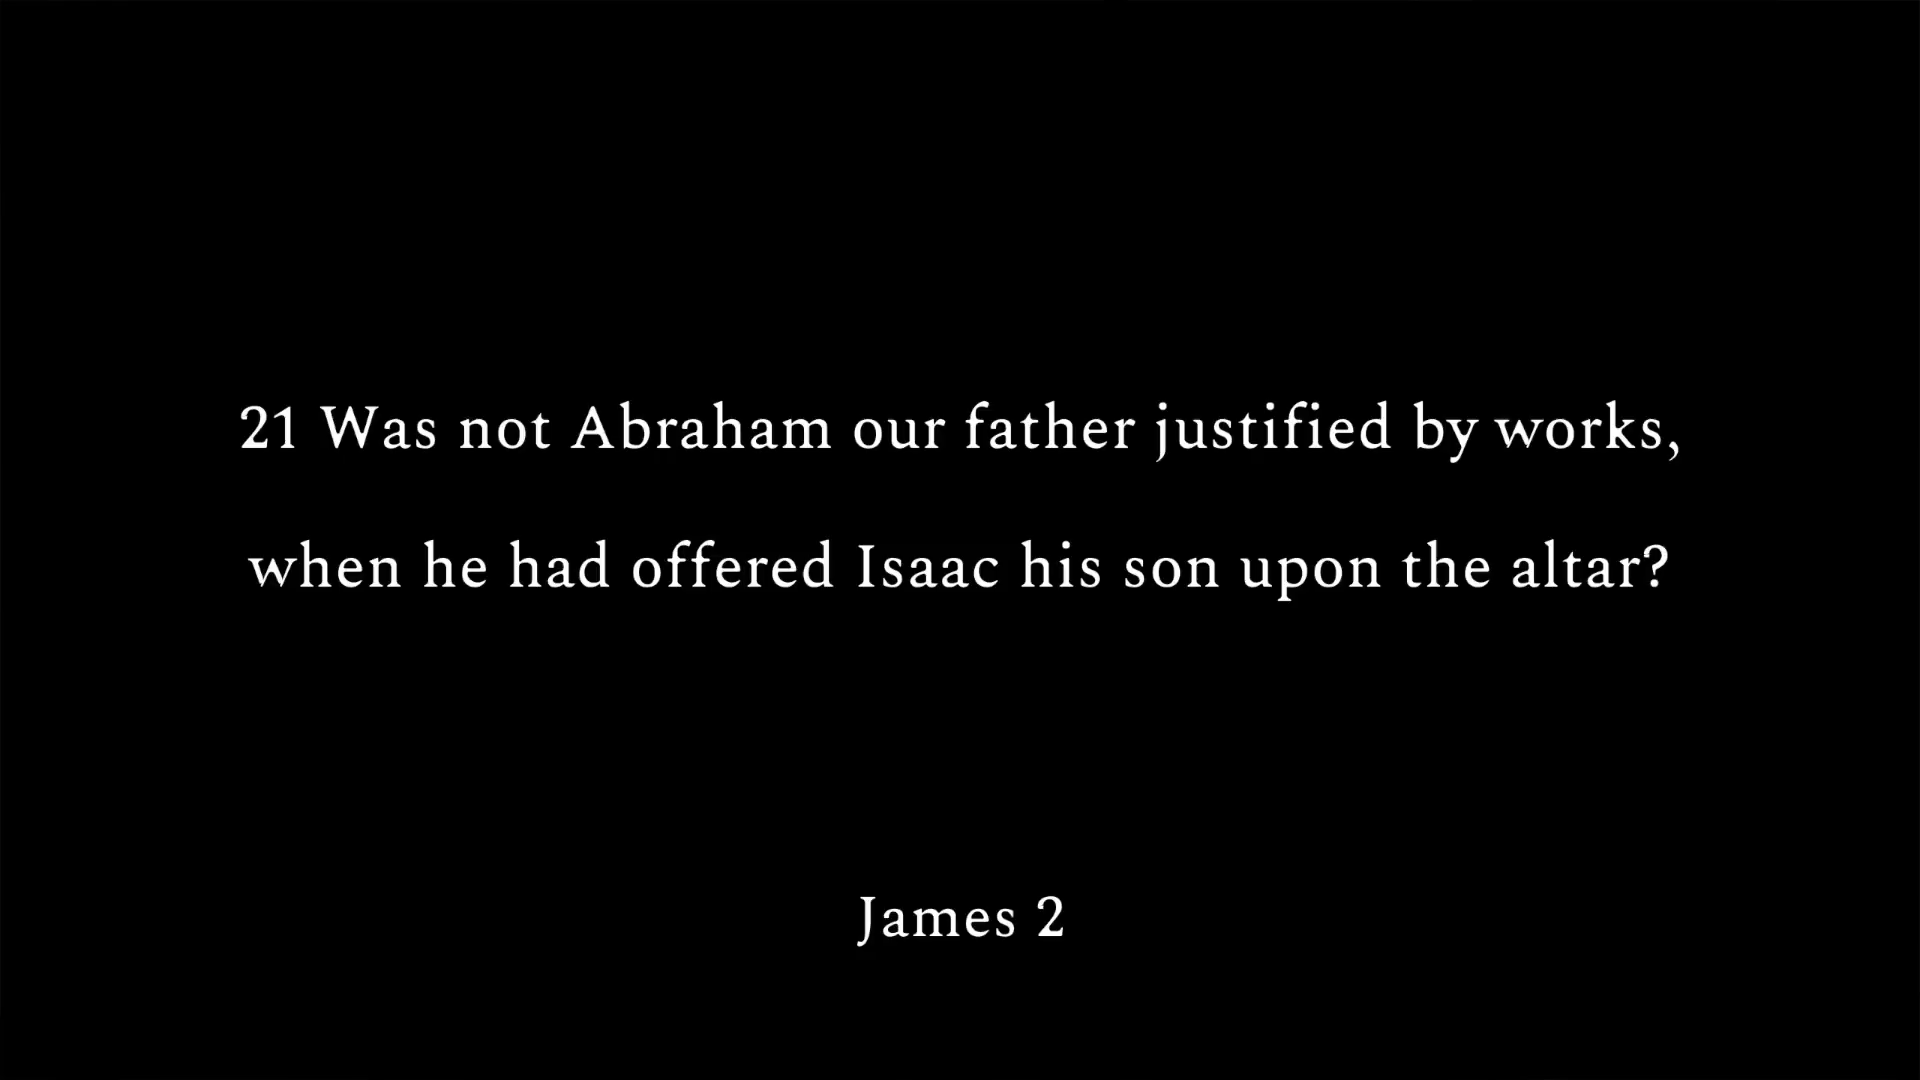 21 Was not Abraham our father justified by works,
when he had offered Isaac his son upon the altar?
James 2